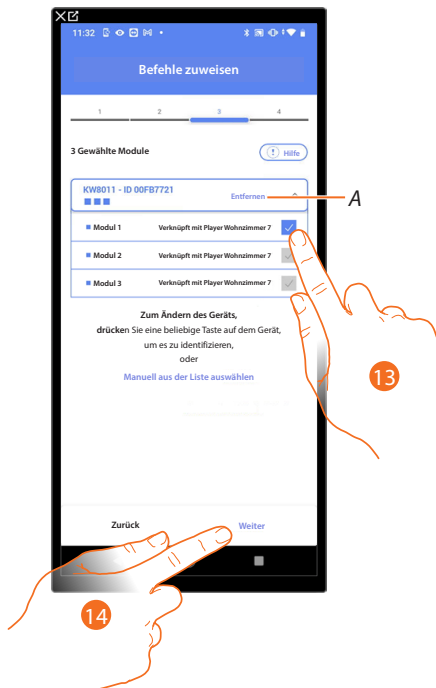 11:32
Befehle zuweisen
1 2 3 4
3 Gewählte Module
Hilfe
KW8011 - ID 00FB7721
Entfernen
A
Modul 1 Verknüpft mit Player Wohnzimmer 7
Modul 2 Verknüpft mit Player Wohnzimmer 7
Modul 3 Verknüpft mit Player Wohnzimmer 7
Zum Ändern des Geräts,
drücken Sie eine beliebige Taste auf dem Gerät,
um es zu identifizieren,
oder
Manuell aus der Liste auswählen
13
Zurück Weiter
14